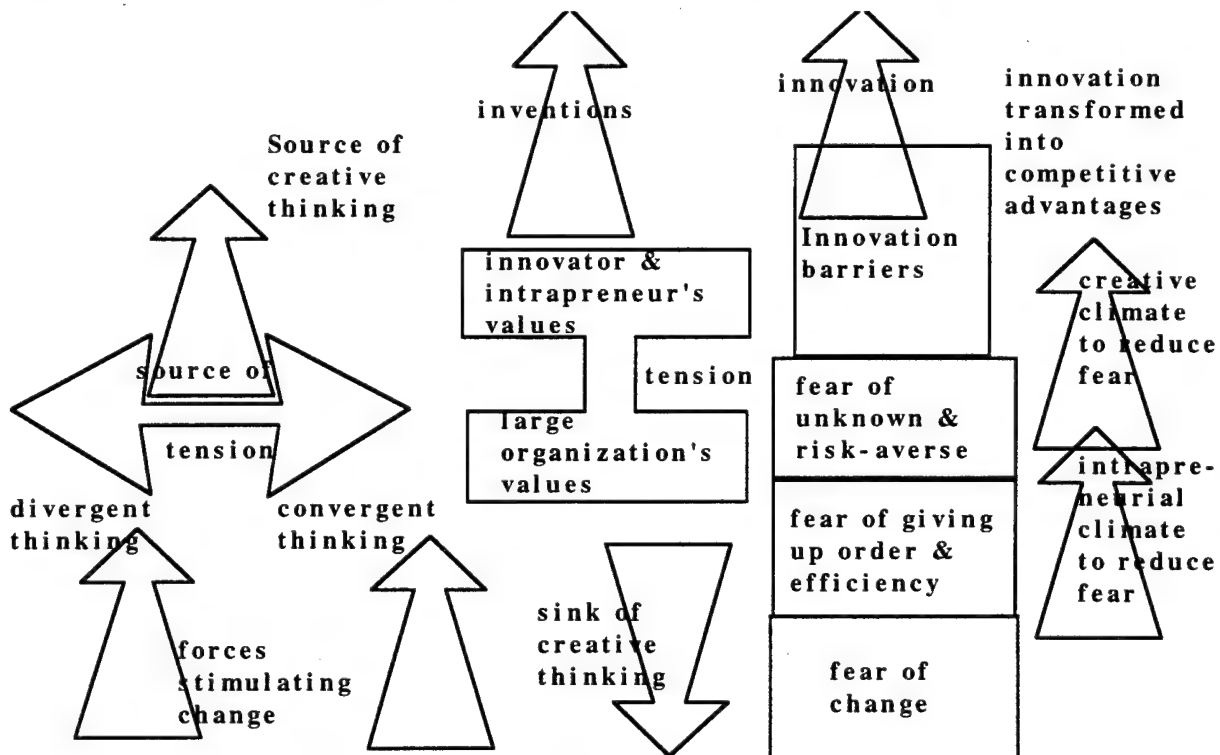 Source of
creative
thinking
source of
tension
divergent
thinking
convergent
thinking
forces
stimulating
change
inventions
innovator &
intrapreneur's
values
tension
large
organization's
values
sink of
creative
thinking
innovation
Innovation
barriers
fear of
unknown &
risk-averse
fear of giving
up order &
efficiency
fear of
change
innovation
transformed
into
competitive
advantages
creative
climate
to reduce
fear
intrapre-
neurial
climate
to reduce
fear